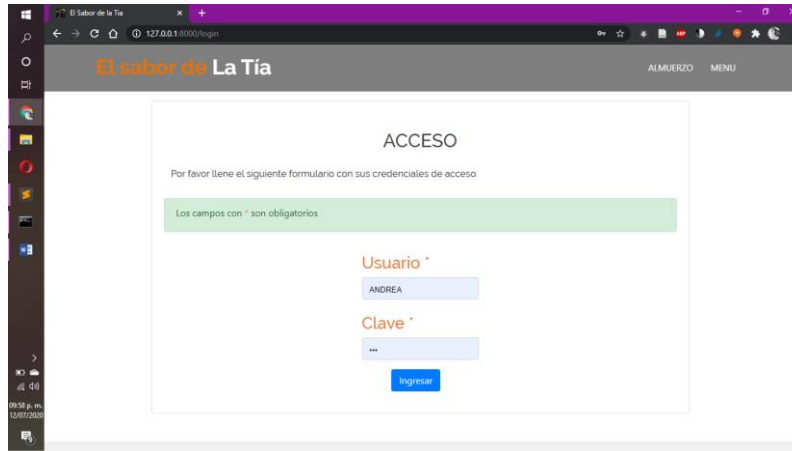 El Sabor de la Tia
127.0.0.1:8000/login
El sabor de La Tía
ALMUERZO MENU
ACCESO
Por favor llene el siguiente formulario con sus credenciales de acceso
Los campos con * son obligatorios
Usuario *
ANDREA
Clave *
•••
Ingresar
09:58 p. m.
12/07/2020